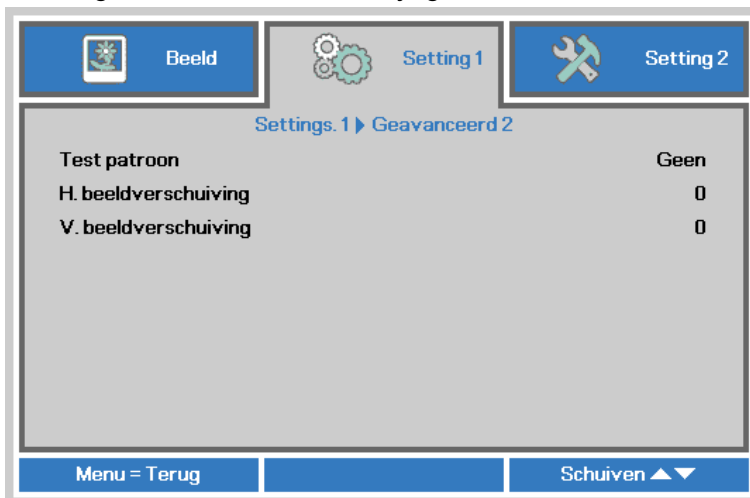 Beeld
Setting 1
Setting 2
Settings. 1 ▶ Geavanceerd 2
Test patroon Geen
H. beeldverschuiving 0
V. beeldverschuiving 0
Menu = Terug
Schuiven ▲▼